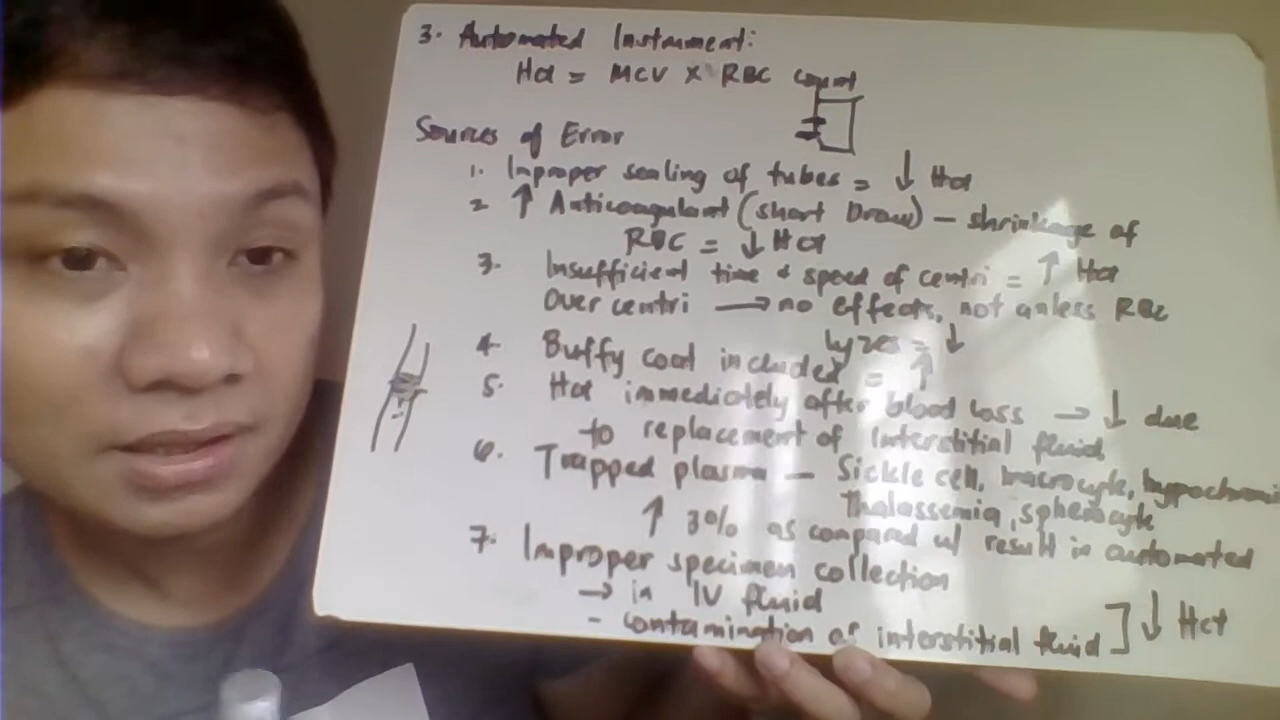 3. Automated Instrument:
Hct = MCV x RBC count
Sources of Error
1. Improper sealing of tubes = ↓ Hct
2 ↑ Anticoagulant (short Draw) – shrinkage of
RBC = ↓ Hct
3. Insufficient time & speed of centri = ↑ Hct
Over centri → no effects, not unless RBC
lyzes = ↓
4. Buffy coat included = ↑
5. Hct immediately after blood loss → ↓ due
to replacement of interstitial fluid
6. Trapped plasma – Sickle cell, macrocyte, hypochromi
Thalassemia, spherocyte
↑ 3% as compared w/ result in automated
7. Improper specimen collection
→ in IV fluid
- contamination of interstitial fluid ] ↓ Hct